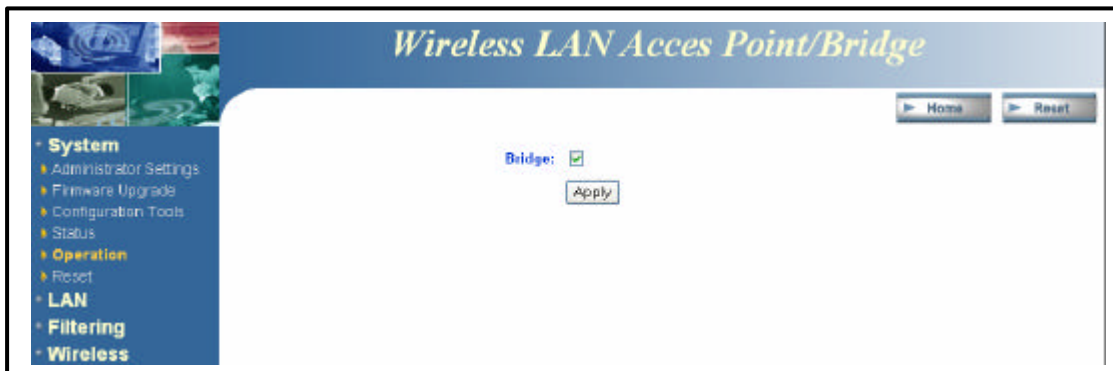 Wireless LAN Acces Point/Bridge
Home
Reset
System
Administrator Settings
Firmware Upgrade
Configuration Tools
Status
Operation
Reset
LAN
Filtering
Wireless
Bridge:
Apply